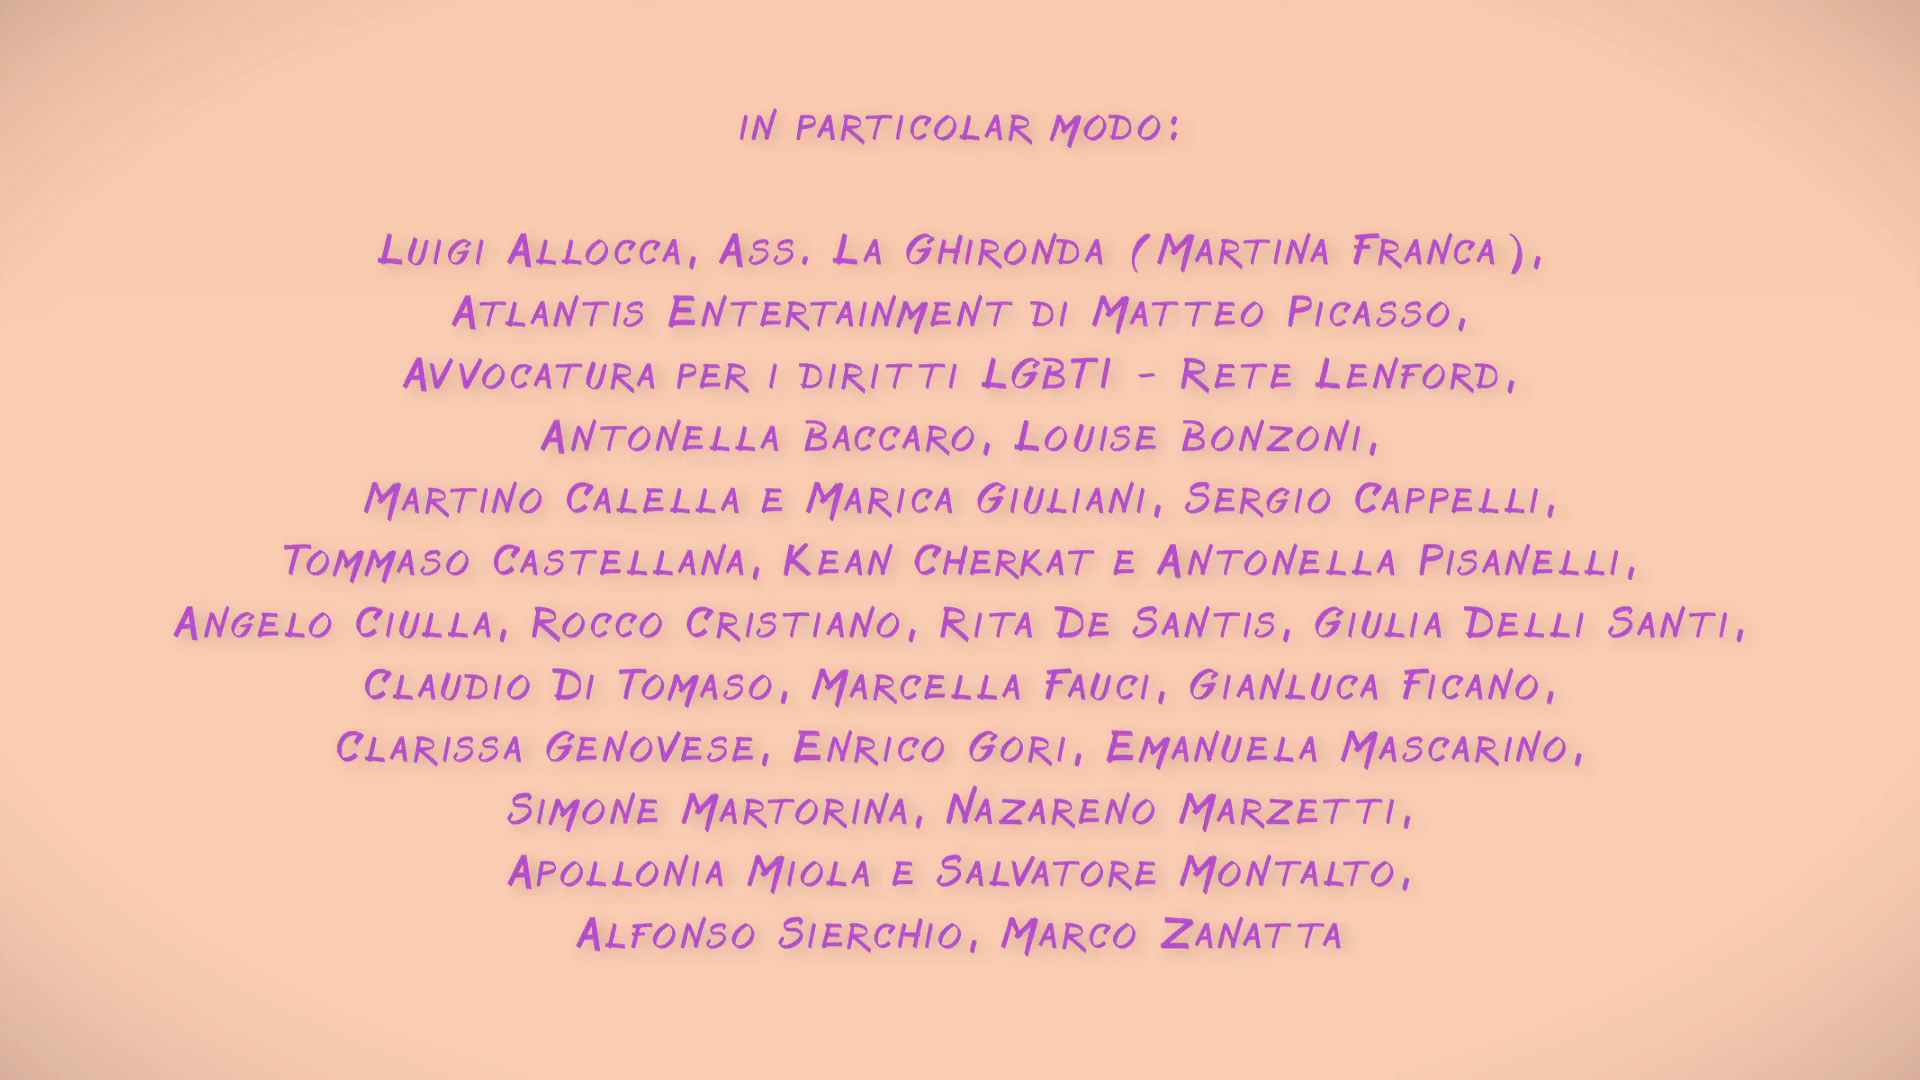 in particolar modo:
Luigi Allocca, Ass. La Ghironda (Martina Franca),
Atlantis Entertainment di Matteo Picasso,
Avvocatura per i diritti LGBTI - Rete Lenford,
Antonella Baccaro, Louise Bonzoni,
Martino Calella e Marica Giuliani, Sergio Cappelli,
Tommaso Castellana, Kean Cherkat e Antonella Pisanelli,
Angelo Ciulla, Rocco Cristiano, Rita De Santis, Giulia Delli Santi,
Claudio Di Tomaso, Marcella Fauci, Gianluca Ficano,
Clarissa Genovese, Enrico Gori, Emanuela Mascarino,
Simone Martorina, Nazareno Marzetti,
Apollonia Miola e Salvatore Montalto,
Alfonso Sierchio, Marco Zanatta